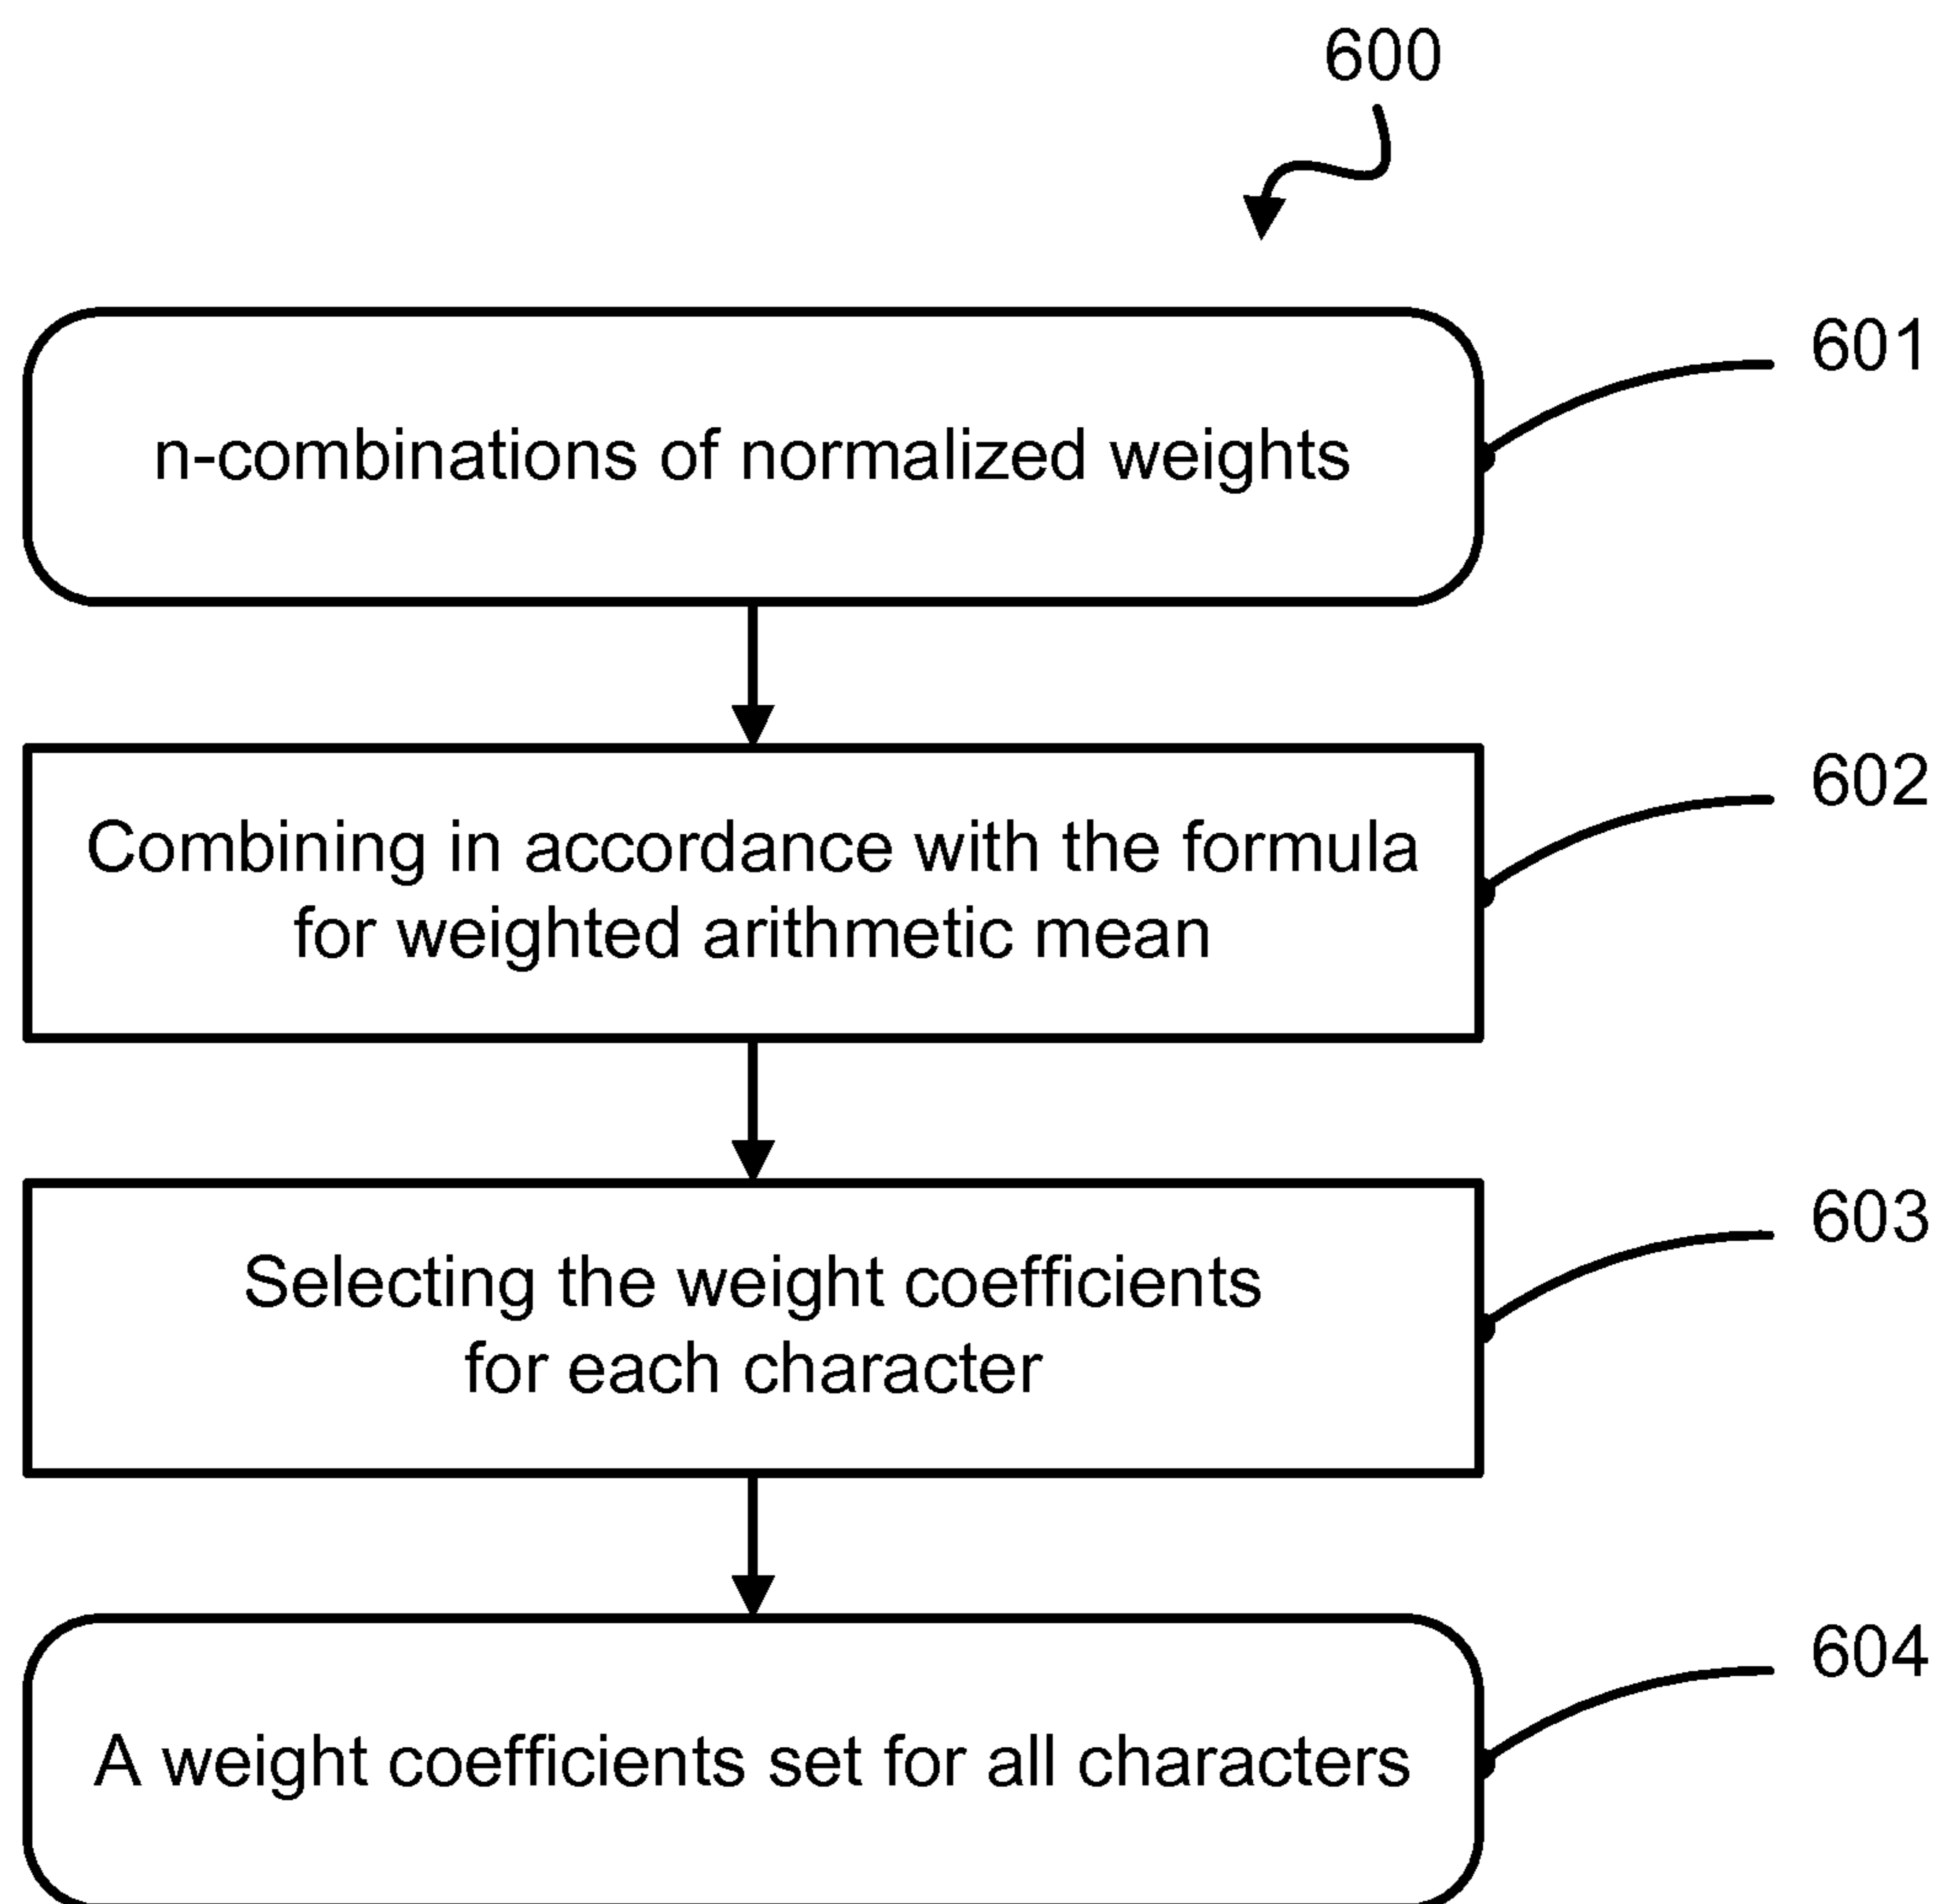 600
601
n-combinations of normalized weights
602
Combining in accordance with the formula
for weighted arithmetic mean
603
Selecting the weight coefficients
for each character
604
A weight coefficients set for all characters